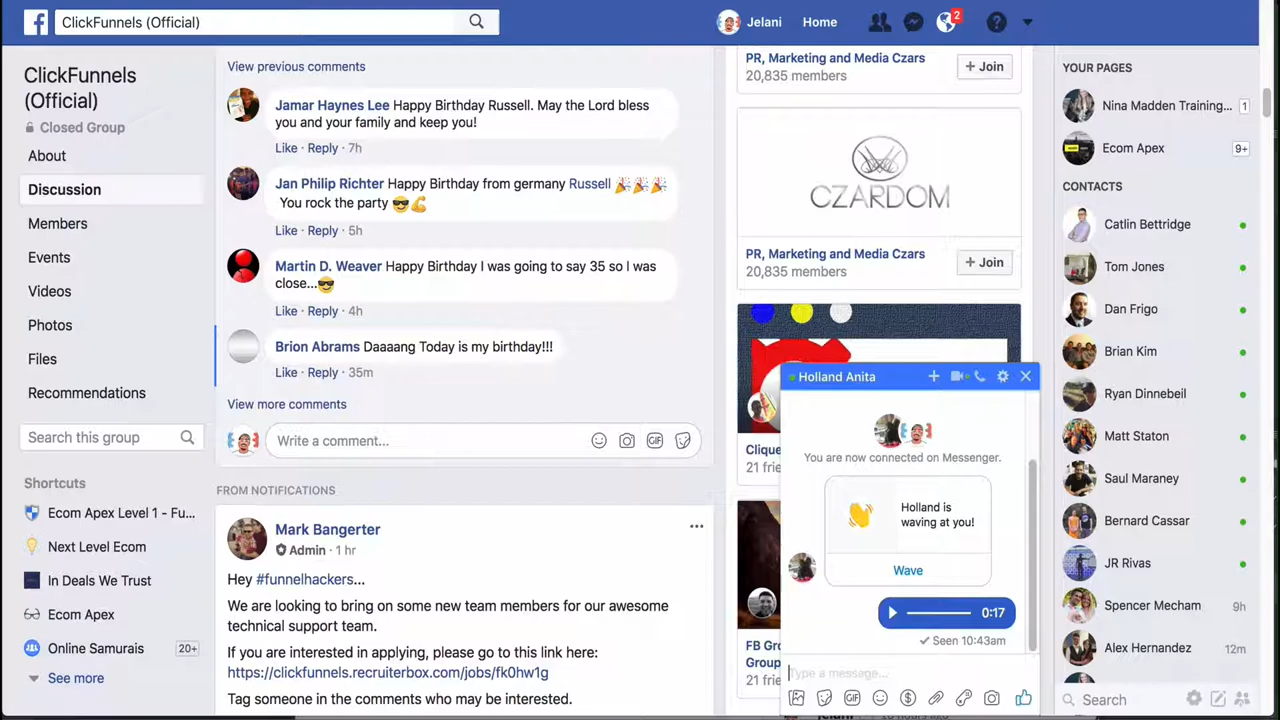 ClickFunnels (Official)
Jelani
Home
2
ClickFunnels
(Official)
Closed Group
About
Discussion
Members
Events
Videos
Photos
Files
Recommendations
Search this group
Shortcuts
Ecom Apex Level 1 - Fu...
Next Level Ecom
In Deals We Trust
Ecom Apex
Online Samurais 20+
See more
View previous comments
Jamar Haynes Lee Happy Birthday Russell. May the Lord bless
you and your family and keep you!
Like · Reply · 7h
Jan Philip Richter Happy Birthday from germany Russell 🎉🎉🎉
You rock the party 😎💪
Like · Reply · 5h
Martin D. Weaver Happy Birthday I was going to say 35 so I was
close...😎
Like · Reply · 4h
Brion Abrams Daaaang Today is my birthday!!!
Like · Reply · 35m
View more comments
Write a comment...
GIF
FROM NOTIFICATIONS
Mark Bangerter
Admin · 1 hr
Hey #funnelhackers...
We are looking to bring on some new team members for our awesome
technical support team.
If you are interested in applying, please go to this link here:
https://clickfunnels.recruiterbox.com/jobs/fk0hw1g
Tag someone in the comments who may be interested.
PR, Marketing and Media Czars
20,835 members
+ Join
CZARDOM
PR, Marketing and Media Czars
20,835 members
+ Join
Clique
21 frie
FB Gro
Group
21 frie
Holland Anita
You are now connected on Messenger.
Holland is
waving at you!
Wave
0:17
Seen 10:43am
Type a message...
GIF
YOUR PAGES
Nina Madden Training... 1
Ecom Apex 9+
CONTACTS
Catlin Bettridge
Tom Jones
Dan Frigo
Brian Kim
Ryan Dinnebeil
Matt Staton
Saul Maraney
Bernard Cassar
JR Rivas
Spencer Mecham 9h
Alex Hernandez 12m
Search